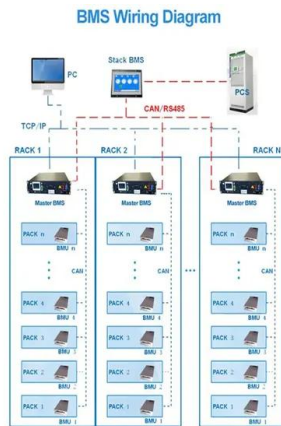 BMS Wiring Diagram
PC
Stack BMS
PCS
CAN/RS485
TCP/IP
RACK 1
RACK 2
RACK N
Master BMS
Master BMS
Master BMS
PACK n
BMU n
CAN
PACK 4
BMU 4
PACK 3
BMU 3
PACK 2
BMU 2
PACK 1
BMU 1
PACK n
BMU n
CAN
PACK 4
BMU 4
PACK 3
BMU 3
PACK 2
BMU 2
PACK 1
BMU 1
PACK n
BMU n
CAN
PACK 4
BMU 4
PACK 3
BMU 3
PACK 2
BMU 2
PACK 1
BMU 1